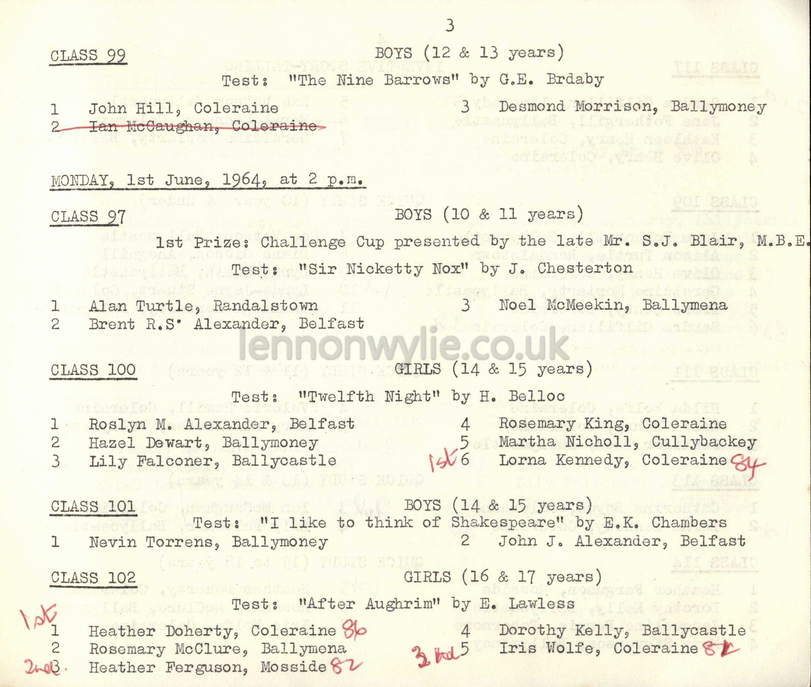 3
CLASS 99 BOYS (12 & 13 years)
Test: "The Nine Barrows" by G.E. Brdaby
1 John Hill, Coleraine 3 Desmond Morrison, Ballymoney
2 Ian McCaughan, Coleraine
MONDAY, 1st June, 1964, at 2 p.m.
CLASS 97 BOYS (10 & 11 years)
1st Prize: Challenge Cup presented by the late Mr. S.J. Blair, M.B.E.
Test: "Sir Nicketty Nox" by J. Chesterton
1 Alan Turtle, Randalstown 3 Noel McMeekin, Ballymena
2 Brent R.S. Alexander, Belfast
lennonwylie.co.uk
CLASS 100 GIRLS (14 & 15 years)
Test: "Twelfth Night" by H. Belloc
1 Roslyn M. Alexander, Belfast 4 Rosemary King, Coleraine
2 Hazel Dewart, Ballymoney 5 Martha Nicholl, Cullybackey
3 Lily Falconer, Ballycastle 1st 6 Lorna Kennedy, Coleraine 84
CLASS 101 BOYS (14 & 15 years)
Test: "I like to think of Shakespeare" by E.K. Chambers
1 Nevin Torrens, Ballymoney 2 John J. Alexander, Belfast
CLASS 102 GIRLS (16 & 17 years)
Test: "After Aughrim" by E. Lawless
1st 1 Heather Doherty, Coleraine 86 4 Dorothy Kelly, Ballycastle
2 Rosemary McClure, Ballymena 3rd 5 Iris Wolfe, Coleraine
2nd 3 Heather Ferguson, Mosside 82